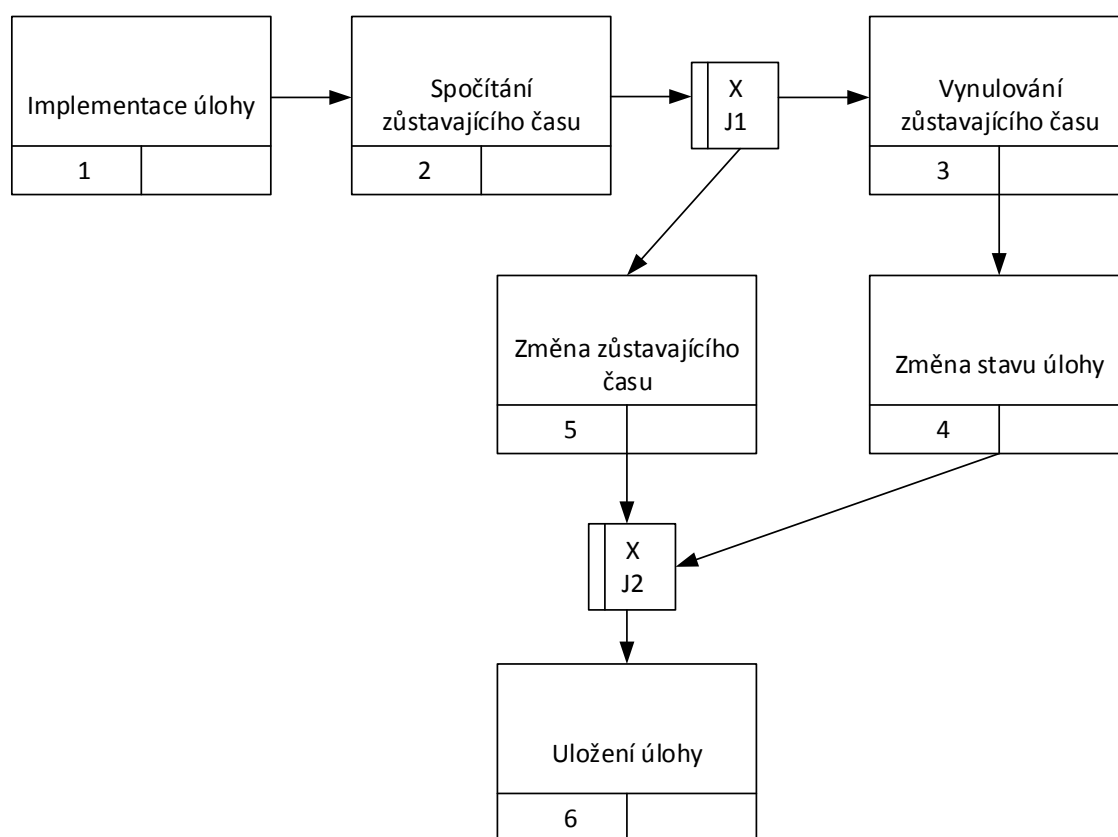 Implementace úlohy
1
Spočítání
zůstavajícího času
2
X
J1
Vynulování
zůstavajícího času
3
Změna zůstavajícího
času
5
Změna stavu úlohy
4
X
J2
Uložení úlohy
6